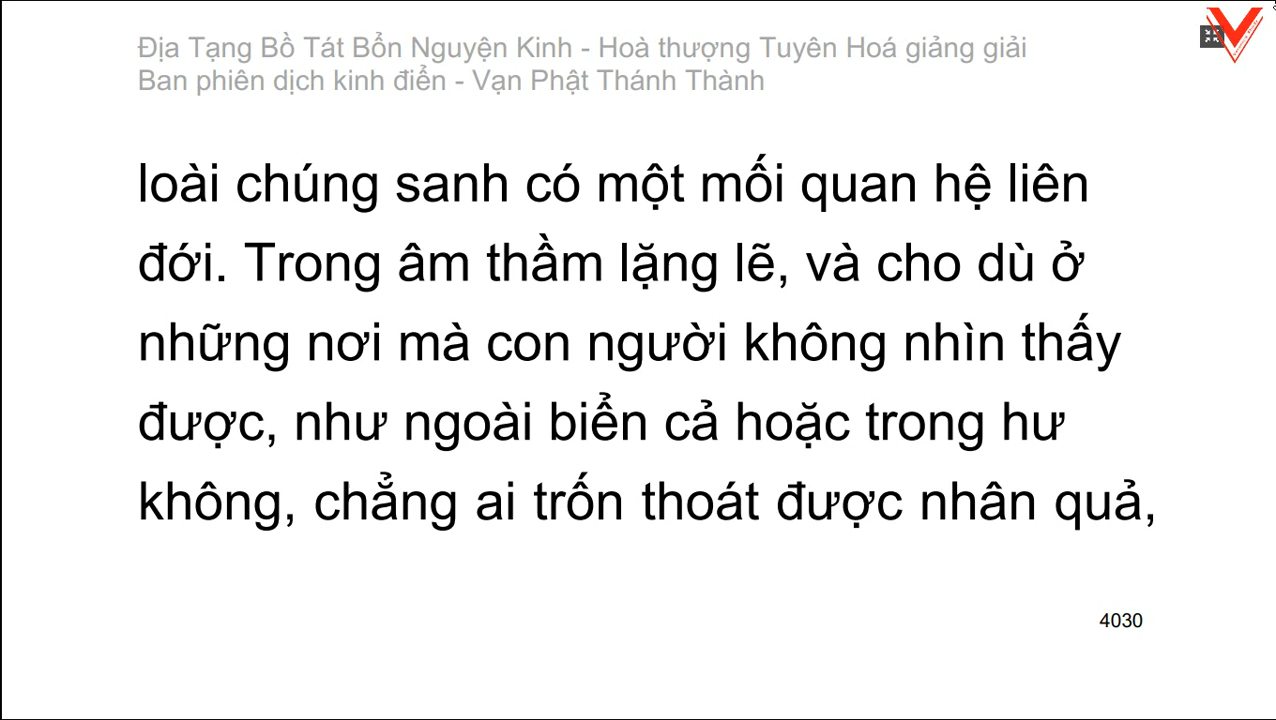 Địa Tạng Bồ Tát Bổn Nguyện Kinh - Hoà thượng Tuyên Hoá giảng giải
Ban phiên dịch kinh điển - Vạn Phật Thánh Thành
loài chúng sanh có một mối quan hệ liên
đới. Trong âm thầm lặng lẽ, và cho dù ở
những nơi mà con người không nhìn thấy
được, như ngoài biển cả hoặc trong hư
không, chẳng ai trốn thoát được nhân quả,
4030